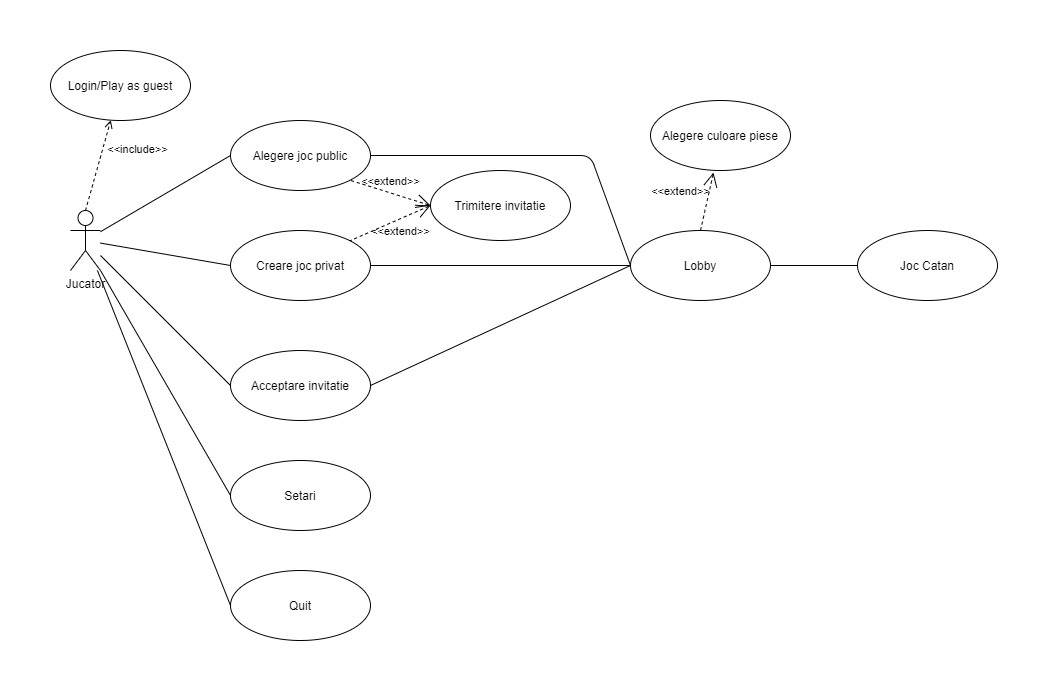 Login/Play as guest
<<include>>
Alegere joc public
<<extend>>
Trimitere invitatie
<<extend>>
Creare joc privat
Alegere culoare piese
<<extend>>
Lobby
Joc Catan
Jucator
Acceptare invitatie
Setari
Quit